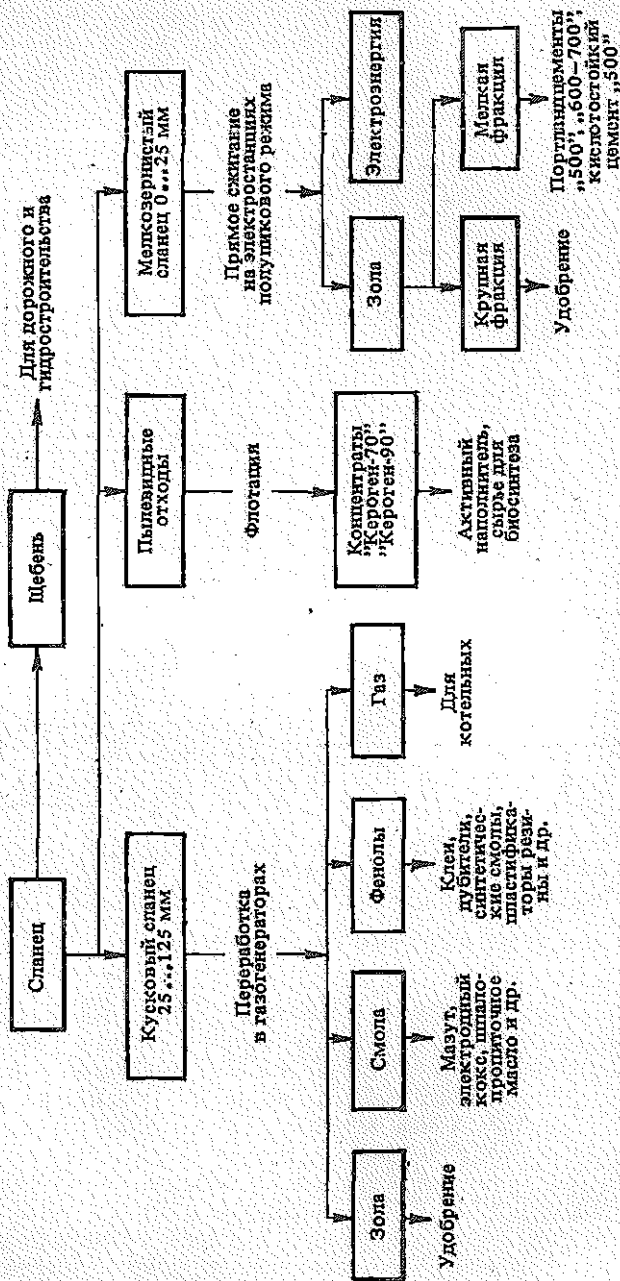 Сланец
Щебень
Для дорожного и
гидростроительства
Кусковый сланец
25...125 мм
Пылевидные
отходы
Мелкозернистый
сланец 0...25 мм
Переработка
в газогенераторах
Флотация
Прямое сжигание
на электростанциях
полупикового режима
Зола
Смола
Фенолы
Газ
Концентраты
"Кероген-70"
"Кероген-90"
Зола
Электроэнергия
Удобрение
Мазут,
электродный
кокс, шпало-
пропиточное
масло и др.
Клеи,
дубители,
синтетичес-
кие смолы,
пластифика-
торы рези-
ны и др.
Для
котельных
Активный
наполнитель,
сырье для
биосинтеза
Крупная
фракция
Мелкая
фракция
Удобрение
Портландцементы
„500”, „600–700”,
кислотостойкий
цемент „500”